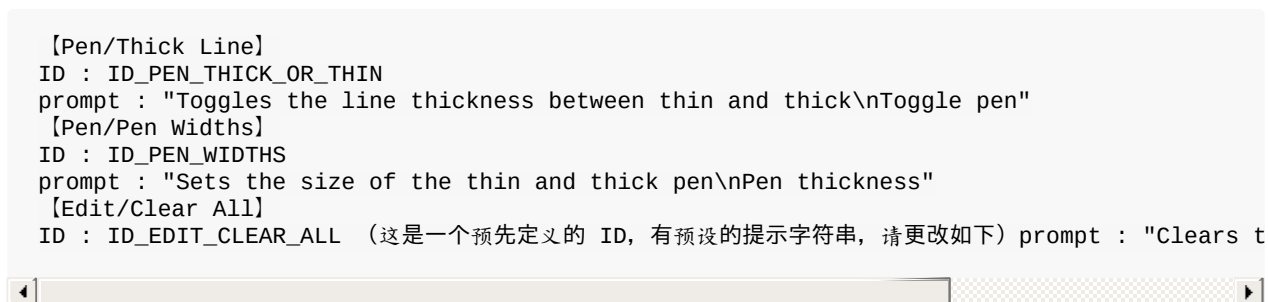 【Pen/Thick Line】
ID : ID_PEN_THICK_OR_THIN
prompt : "Toggles the line thickness between thin and thick\nToggle pen"
【Pen/Pen Widths】
ID : ID_PEN_WIDTHS
prompt : "Sets the size of the thin and thick pen\nPen thickness"
【Edit/Clear All】
ID : ID_EDIT_CLEAR_ALL （这是一个预先定义的 ID，有预设的提示字符串，请更改如下）prompt : "Clears t